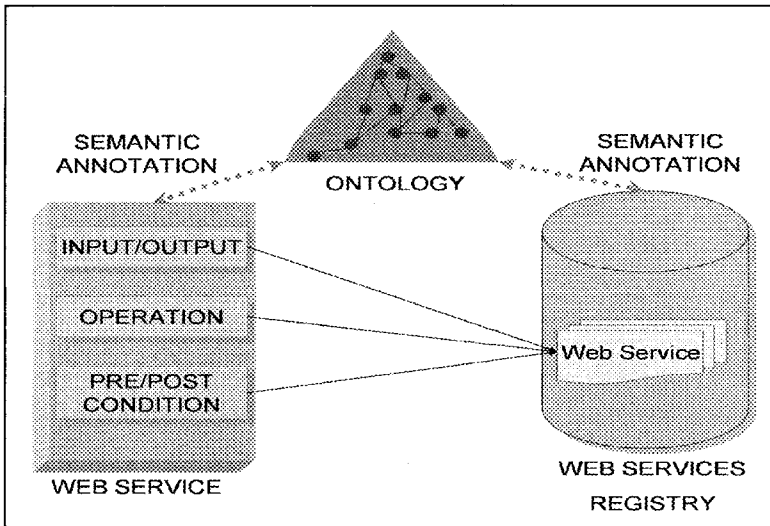 SEMANTIC
ANNOTATION
SEMANTIC
ANNOTATION
ONTOLOGY
INPUT/OUTPUT
OPERATION
PRE/POST
CONDITION
WEB SERVICE
Web Service
WEB SERVICES
REGISTRY